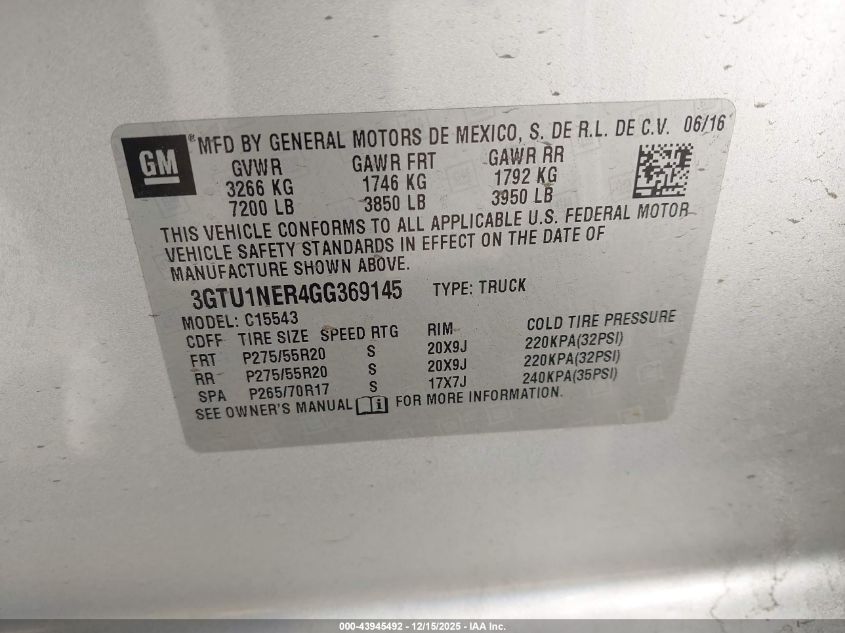 GM ® MFD BY GENERAL MOTORS DE MEXICO, S. DE R.L. DE C.V. 06/16
GVWR GAWR FRT GAWR RR
3266 KG 1746 KG 1792 KG
7200 LB 3850 LB 3950 LB
THIS VEHICLE CONFORMS TO ALL APPLICABLE U.S. FEDERAL MOTOR
VEHICLE SAFETY STANDARDS IN EFFECT ON THE DATE OF
MANUFACTURE SHOWN ABOVE.
3GTU1NER4GG369145 TYPE: TRUCK
MODEL: C15543
CDFF TIRE SIZE SPEED RTG RIM COLD TIRE PRESSURE
FRT P275/55R20 S 20X9J 220KPA(32PSI)
RR P275/55R20 S 20X9J 220KPA(32PSI)
SPA P265/70R17 S 17X7J 240KPA(35PSI)
SEE OWNER'S MANUAL FOR MORE INFORMATION.
000-43945492 - 12/15/2025 - IAA Inc.